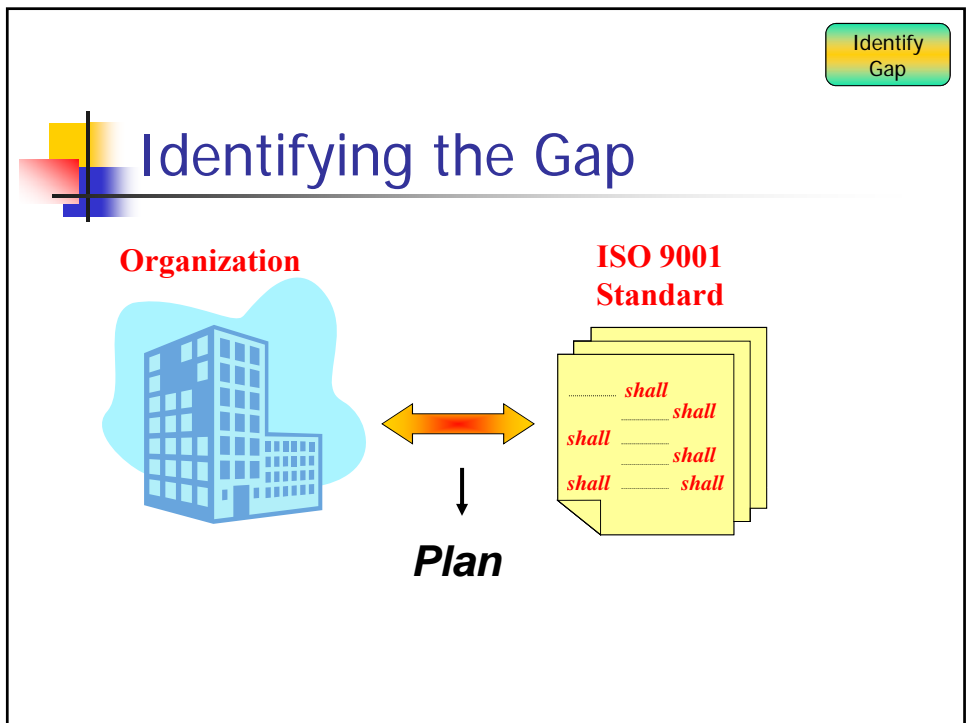 Identify
Gap
Identifying the Gap
Organization
ISO 9001
Standard
shall
shall
shall
shall
shall shall
Plan